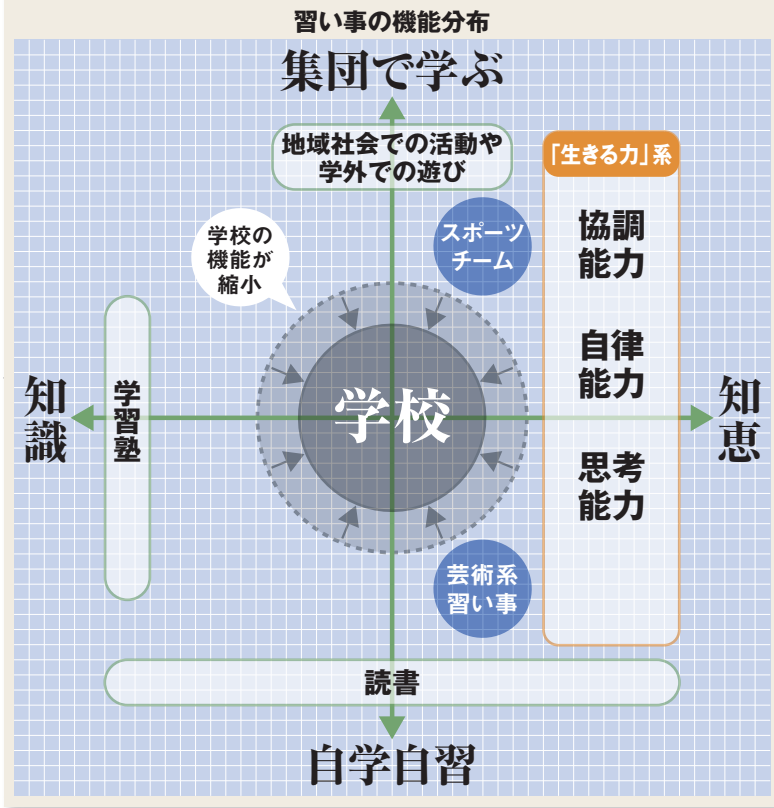 習い事の機能分布
集団で学ぶ
地域社会での活動や
学外での遊び
「生きる力」系
協調
能力
自律
能力
思考
能力
スポーツ
チーム
学校の
機能が
縮小
知識
学習塾
学校
知恵
芸術系
習い事
読書
自学自習